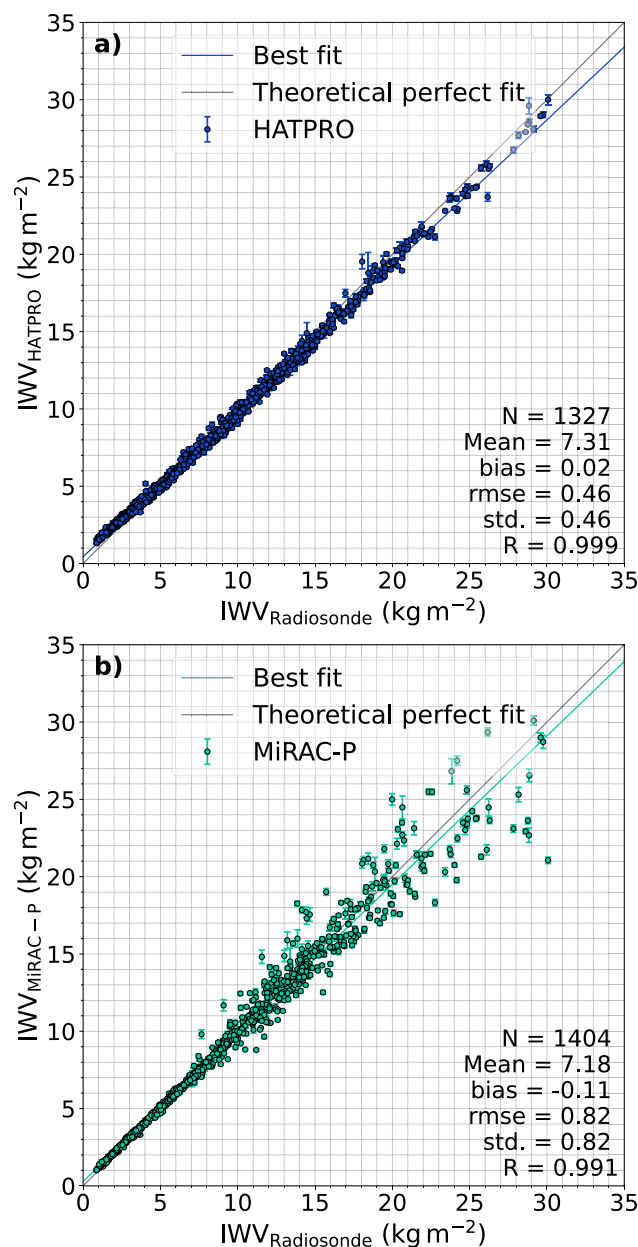 a)
Best fit
Theoretical perfect fit
HATPRO
35
30
25
20
15
10
5
0
IWV_HATPRO (kg m⁻²)
N = 1327
Mean = 7.31
bias = 0.02
rmse = 0.46
std. = 0.46
R = 0.999
0 5 10 15 20 25 30 35
IWV_Radiosonde (kg m⁻²)
b)
Best fit
Theoretical perfect fit
MiRAC-P
35
30
25
20
15
10
5
0
IWV_MiRAC – P (kg m⁻²)
N = 1404
Mean = 7.18
bias = -0.11
rmse = 0.82
std. = 0.82
R = 0.991
0 5 10 15 20 25 30 35
IWV_Radiosonde (kg m⁻²)